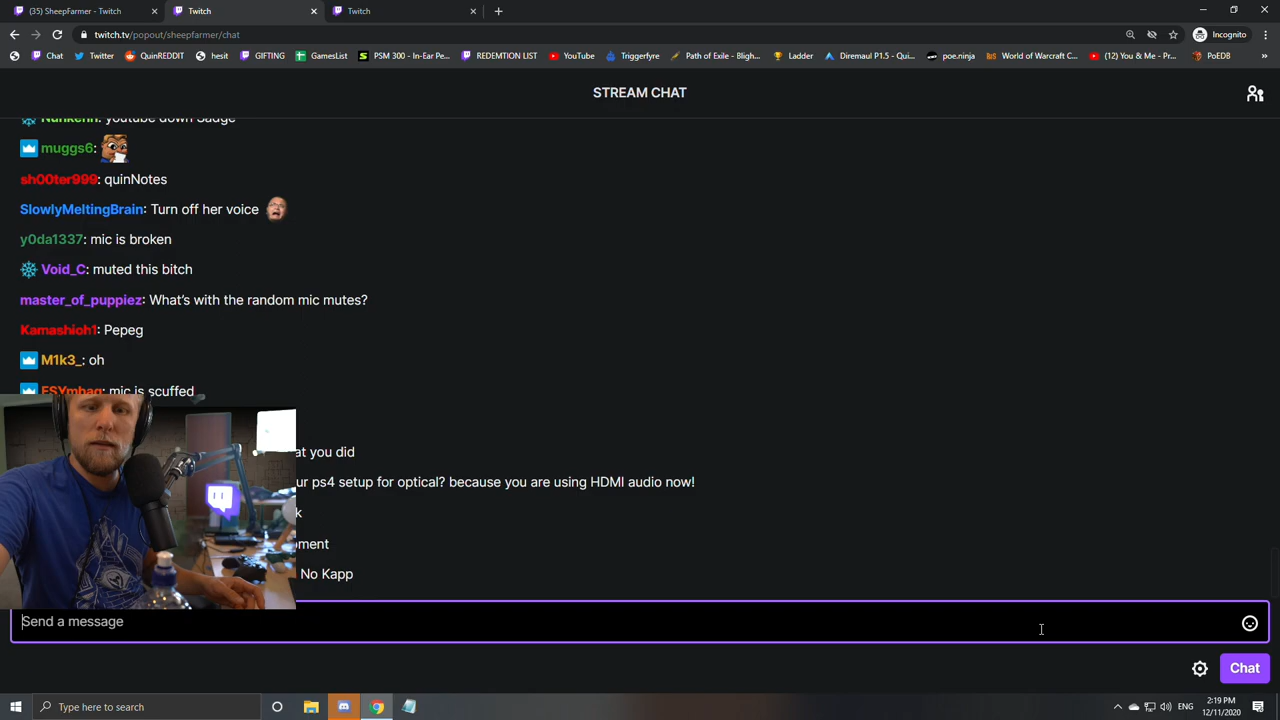 (35) SheepFarmer - Twitch
Twitch
Twitch
twitch.tv/popout/sheepfarmer/chat
Incognito
Chat
Twitter
QuinREDDIT
hesit
GIFTING
GamesList
PSM 300 - In-Ear Pe...
REDEMTION LIST
YouTube
Triggerfyre
Path of Exile - Bligh...
Ladder
Diremaul P1.5 - Qui...
poe.ninja
World of Warcraft C...
(12) You & Me - Pr...
PoEDB
STREAM CHAT
Nunkenn: youtube down Sadge
muggs6:
sh00ter999: quinNotes
SlowlyMeltingBrain: Turn off her voice
y0da1337: mic is broken
Void_C: muted this bitch
master_of_puppiez: What's with the random mic mutes?
Kamashioh1: Pepeg
M1k3_: oh
mic is scuffed
at you did
ur ps4 setup for optical? because you are using HDMI audio now!
k
No Kapp
Send a message
Chat
Type here to search
ENG
2:19 PM
12/11/2020